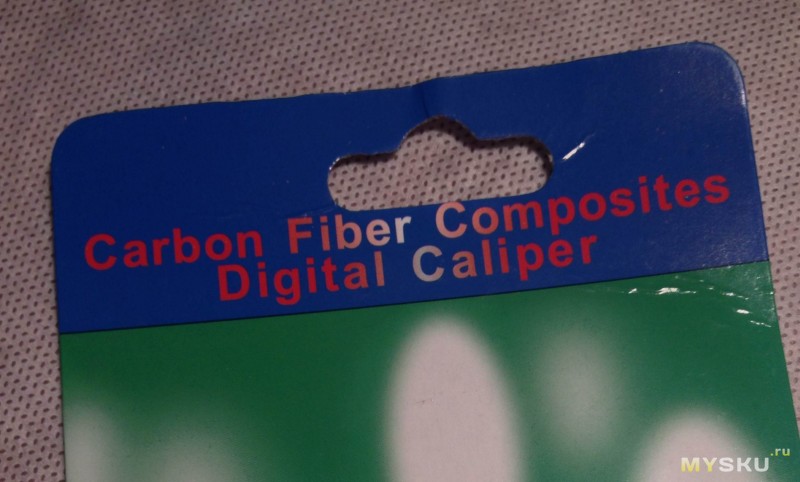 Carbon Fiber Composites
Digital Caliper
MYSKU.ru